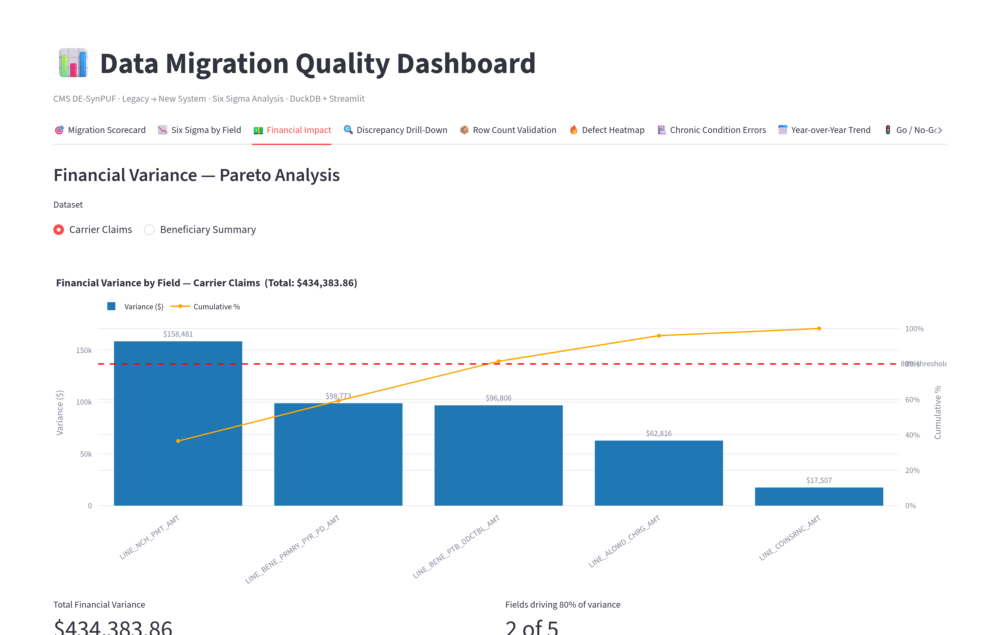 Data Migration Quality Dashboard
CMS DE-SynPUF · Legacy → New System · Six Sigma Analysis · DuckDB + Streamlit
Migration Scorecard Six Sigma by Field Financial Impact Discrepancy Drill-Down Row Count Validation Defect Heatmap Chronic Condition Errors Year-over-Year Trend Go / No-Go
Financial Variance — Pareto Analysis
Dataset
Carrier Claims Beneficiary Summary
Financial Variance by Field — Carrier Claims (Total: $434,383.86)
Variance ($) Cumulative %
$158,481
$98,773
$96,806
$62,816
$17,507
150k
100k
50k
0
Variance ($)
100%
80%
80% threshold
60%
40%
20%
0%
Cumulative %
LINE_NCH_PMT_AMT
LINE_BENE_PRMRY_PYR_PD_AMT
LINE_BENE_PTB_DDCTBL_AMT
LINE_ALOWD_CHRG_AMT
LINE_COINSRNC_AMT
Total Financial Variance
$434,383.86
Fields driving 80% of variance
2 of 5